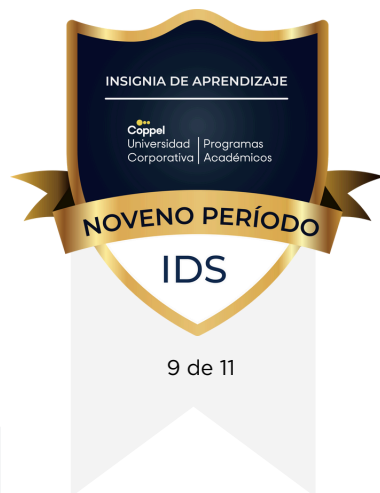 INSIGNIA DE APRENDIZAJE
Coppel
Universidad | Programas
Corporativa | Académicos
NOVENO PERÍODO
IDS
9 de 11